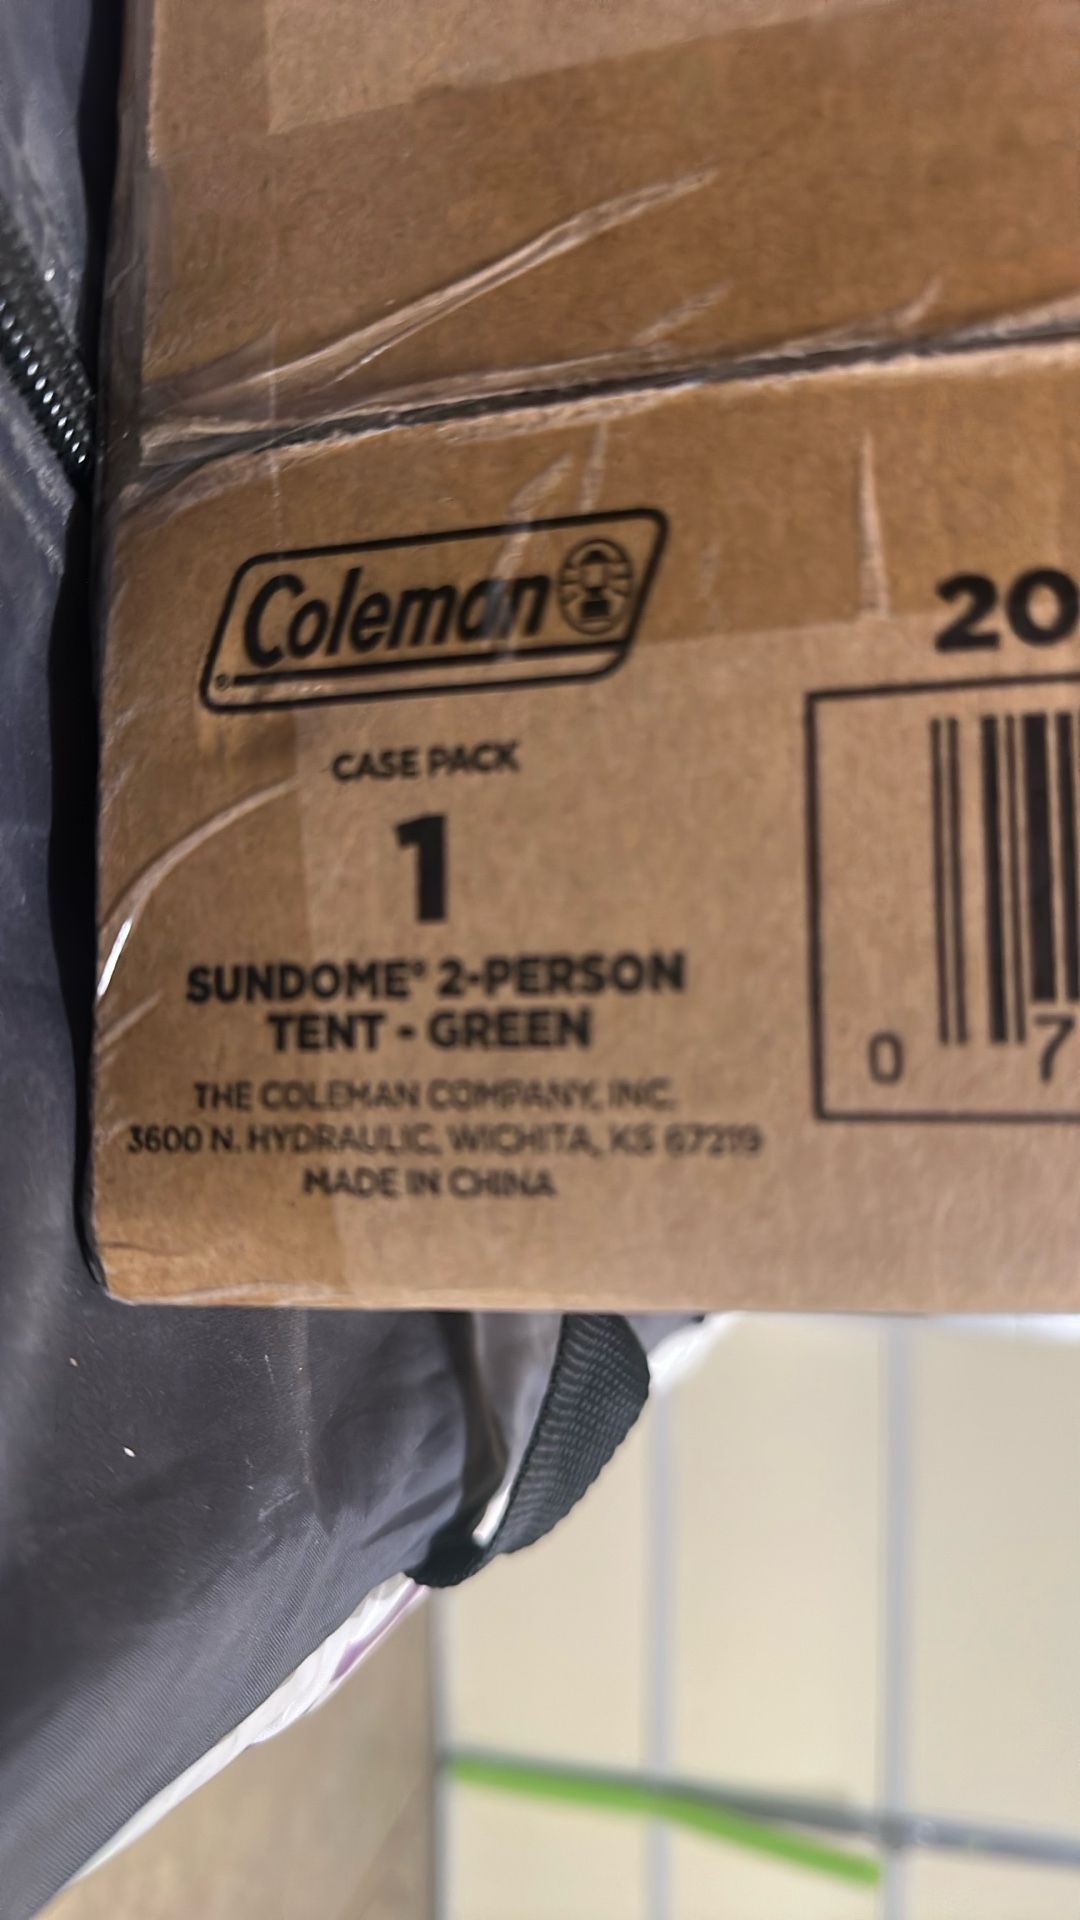 Coleman
®
CASE PACK
1
SUNDOME® 2-PERSON
TENT - GREEN
THE COLEMAN COMPANY, INC.
3600 N. HYDRAULIC, WICHITA, KS 67219
MADE IN CHINA
20
0 7